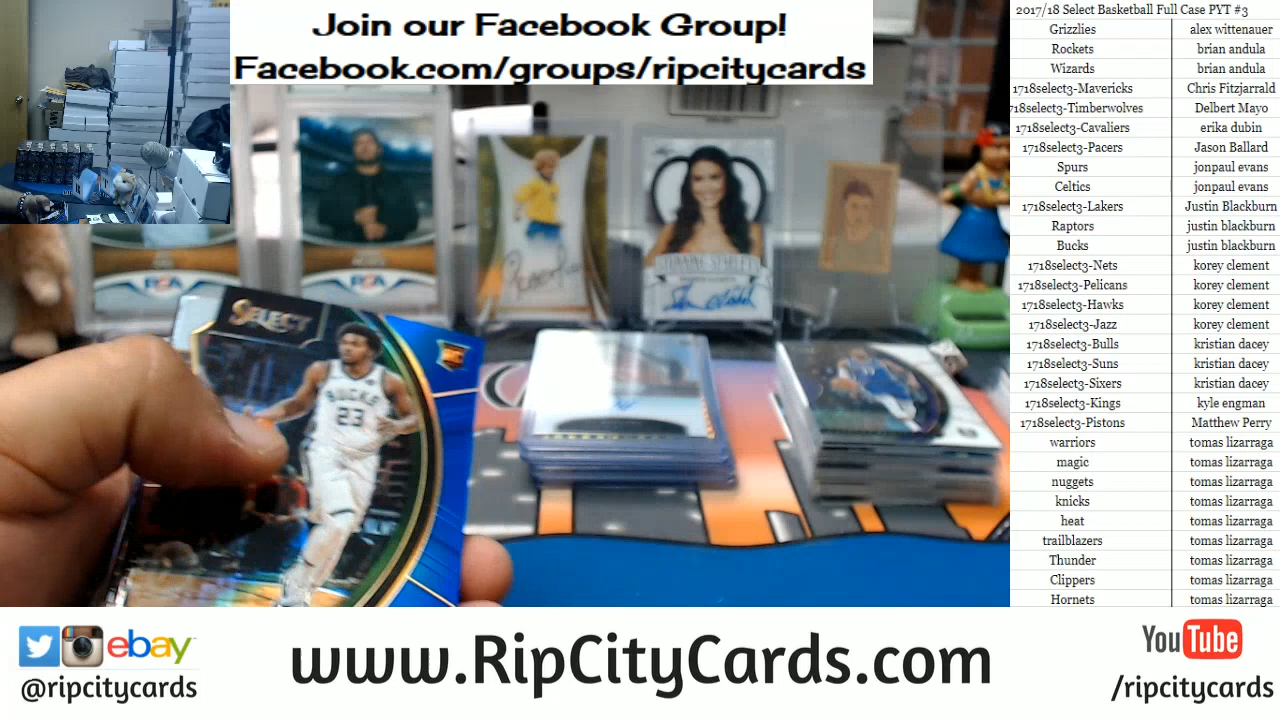 Join our Facebook Group!
Facebook.com/groups/ripcitycards
2017/18 Select Basketball Full Case PYT #3
Grizzlies alex wittenauer
Rockets brian andula
Wizards brian andula
1718select3-Mavericks Chris Fitzjarrald
718select3-Timberwolves Delbert Mayo
1718select3-Cavaliers erika dubin
1718select3-Pacers Jason Ballard
Spurs jonpaul evans
Celtics jonpaul evans
1718select3-Lakers Justin Blackburn
Raptors justin blackburn
Bucks justin blackburn
1718select3-Nets korey clement
1718select3-Pelicans korey clement
1718select3-Hawks korey clement
1718select3-Jazz korey clement
1718select3-Bulls kristian dacey
1718select3-Suns kristian dacey
1718select3-Sixers kristian dacey
1718select3-Kings kyle engman
1718select3-Pistons Matthew Perry
warriors tomas lizarraga
magic tomas lizarraga
nuggets tomas lizarraga
knicks tomas lizarraga
heat tomas lizarraga
trailblazers tomas lizarraga
Thunder tomas lizarraga
Clippers tomas lizarraga
Hornets tomas lizarraga
SELECT
BUCKS
23
ebay
@ripcitycards
www.RipCityCards.com
YouTube
/ripcitycards